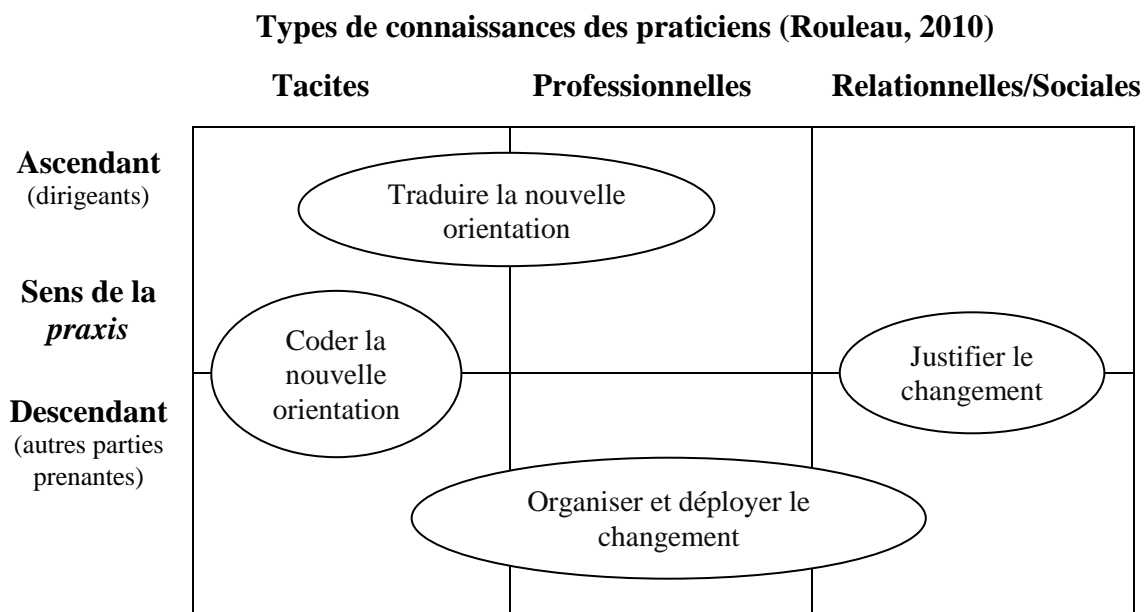 Types de connaissances des praticiens (Rouleau, 2010)
Tacites
Professionnelles
Relationnelles/Sociales
Ascendant
(dirigeants)
Traduire la nouvelle
orientation
Sens de la
praxis
Coder la
nouvelle
orientation
Justifier le
changement
Descendant
(autres parties
prenantes)
Organiser et déployer le
changement